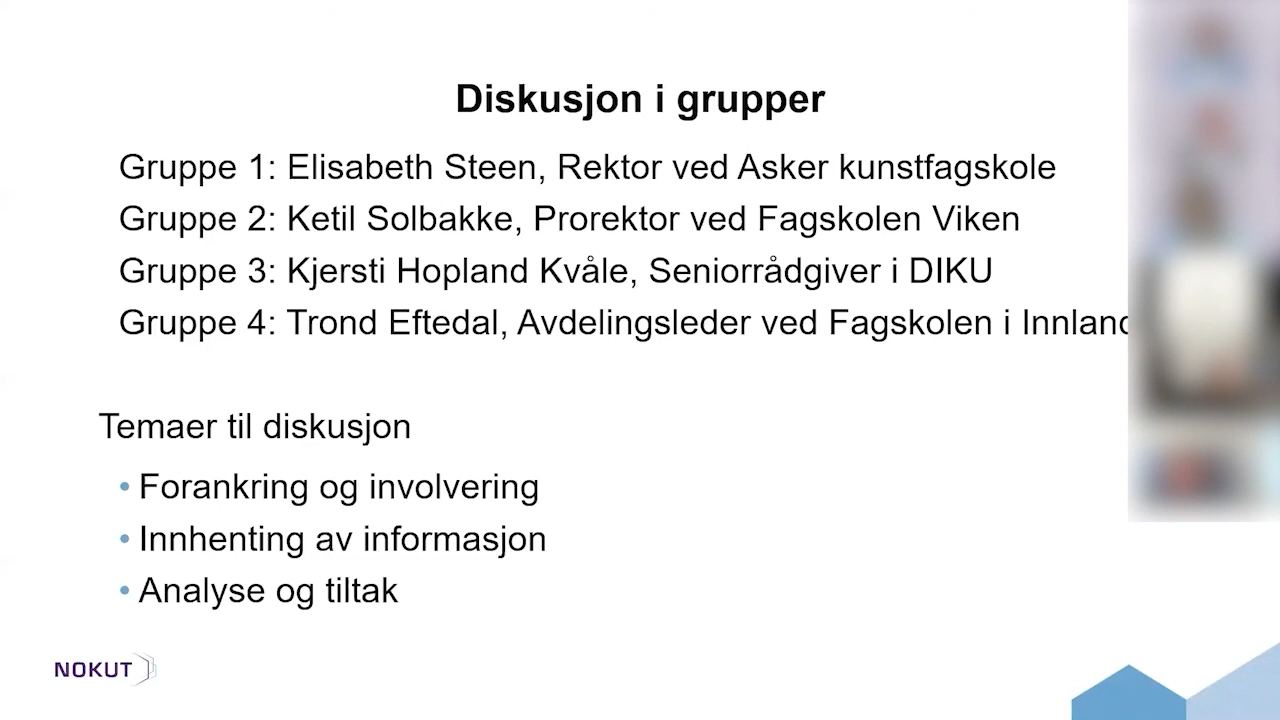 Diskusjon i grupper
Gruppe 1: Elisabeth Steen, Rektor ved Asker kunstfagskole
Gruppe 2: Ketil Solbakke, Prorektor ved Fagskolen Viken
Gruppe 3: Kjersti Hopland Kvåle, Seniorrådgiver i DIKU
Gruppe 4: Trond Eftedal, Avdelingsleder ved Fagskolen i
Temaer til diskusjon
• Forankring og involvering
• Innhenting av informasjon
• Analyse og tiltak
NOKUT